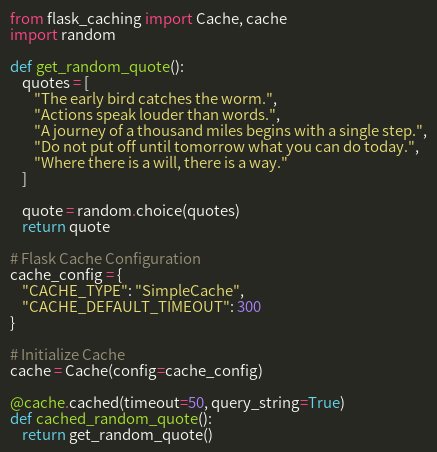 from flask_caching import Cache, cache
import random

def get_random_quote():
    quotes = [
        "The early bird catches the worm.",
        "Actions speak louder than words.",
        "A journey of a thousand miles begins with a single step.",
        "Do not put off until tomorrow what you can do today.",
        "Where there is a will, there is a way."
    ]

    quote = random.choice(quotes)
    return quote

# Flask Cache Configuration
cache_config = {
    "CACHE_TYPE": "SimpleCache",
    "CACHE_DEFAULT_TIMEOUT": 300
}

# Initialize Cache
cache = Cache(config=cache_config)

@cache.cached(timeout=50, query_string=True)
def cached_random_quote():
    return get_random_quote()